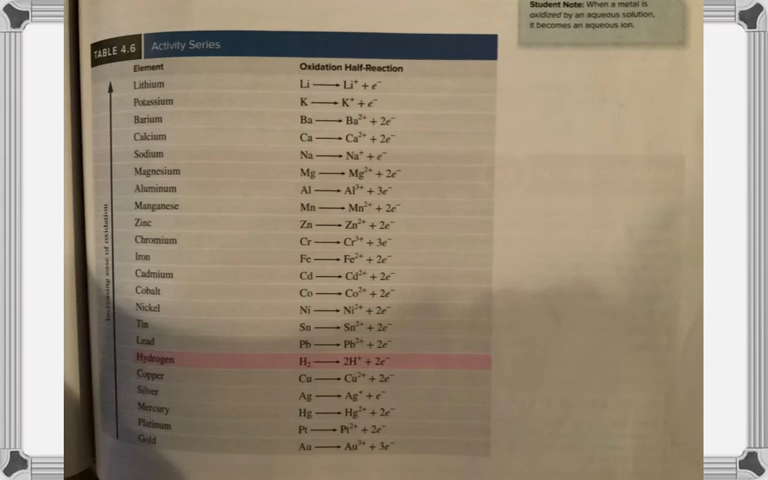 Student Note: When a metal is
oxidized by an aqueous solution,
it becomes an aqueous ion.
TABLE 4.6 Activity Series
Element Oxidation Half-Reaction
Lithium Li ⟶ Li⁺ + e⁻
Potassium K ⟶ K⁺ + e⁻
Barium Ba ⟶ Ba²⁺ + 2e⁻
Calcium Ca ⟶ Ca²⁺ + 2e⁻
Sodium Na ⟶ Na⁺ + e⁻
Magnesium Mg ⟶ Mg²⁺ + 2e⁻
Aluminum Al ⟶ Al³⁺ + 3e⁻
Manganese Mn ⟶ Mn²⁺ + 2e⁻
Zinc Zn ⟶ Zn²⁺ + 2e⁻
Chromium Cr ⟶ Cr³⁺ + 3e⁻
Iron Fe ⟶ Fe²⁺ + 2e⁻
Cadmium Cd ⟶ Cd²⁺ + 2e⁻
Cobalt Co ⟶ Co²⁺ + 2e⁻
Nickel Ni ⟶ Ni²⁺ + 2e⁻
Tin Sn ⟶ Sn²⁺ + 2e⁻
Lead Pb ⟶ Pb²⁺ + 2e⁻
Hydrogen H₂ ⟶ 2H⁺ + 2e⁻
Copper Cu ⟶ Cu²⁺ + 2e⁻
Silver Ag ⟶ Ag⁺ + e⁻
Mercury Hg ⟶ Hg²⁺ + 2e⁻
Platinum Pt ⟶ Pt²⁺ + 2e⁻
Gold Au ⟶ Au³⁺ + 3e⁻
Increasing ease of oxidation